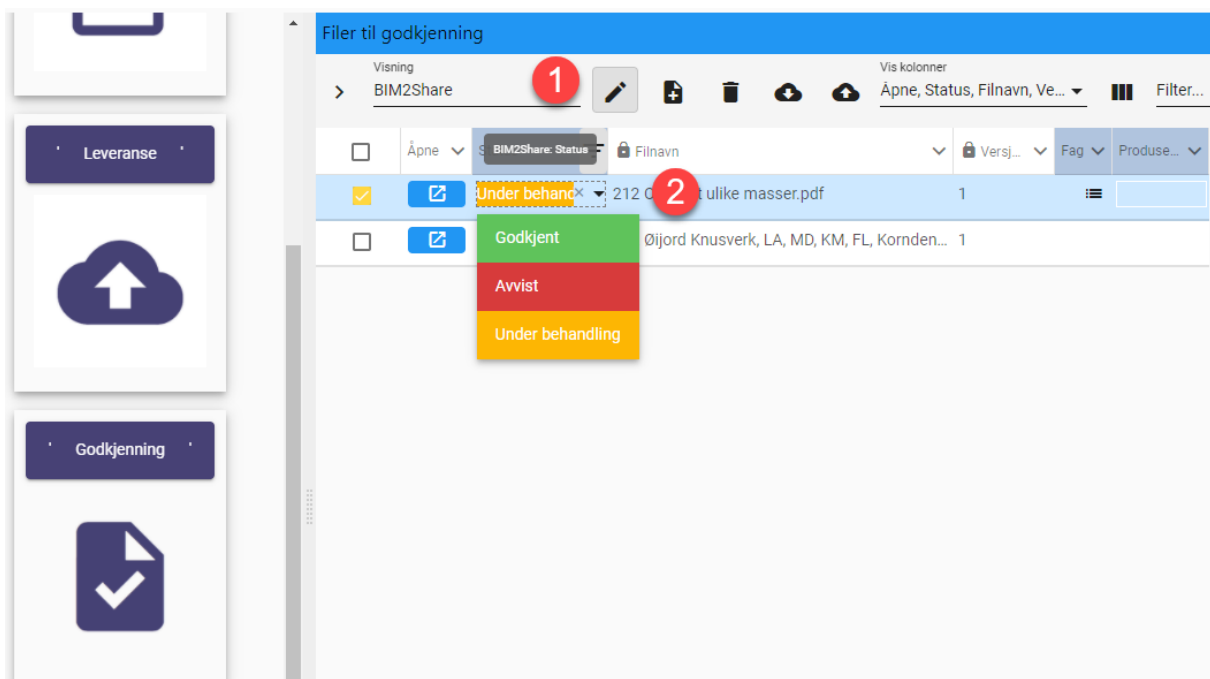 Filer til godkjenning
Visning
BIM2Share
1
Vis kolonner
Åpne, Status, Filnavn, Ve...
Filter...
Leveranse
Åpne
BIM2Share: Status
Filnavn
Versj...
Fag
Produse...
Under behand
212 t ulike masser.pdf
1
2
Godkjent
Øijord Knusverk, LA, MD, KM, FL, Kornden...
1
Avvist
Under behandling
Godkjenning